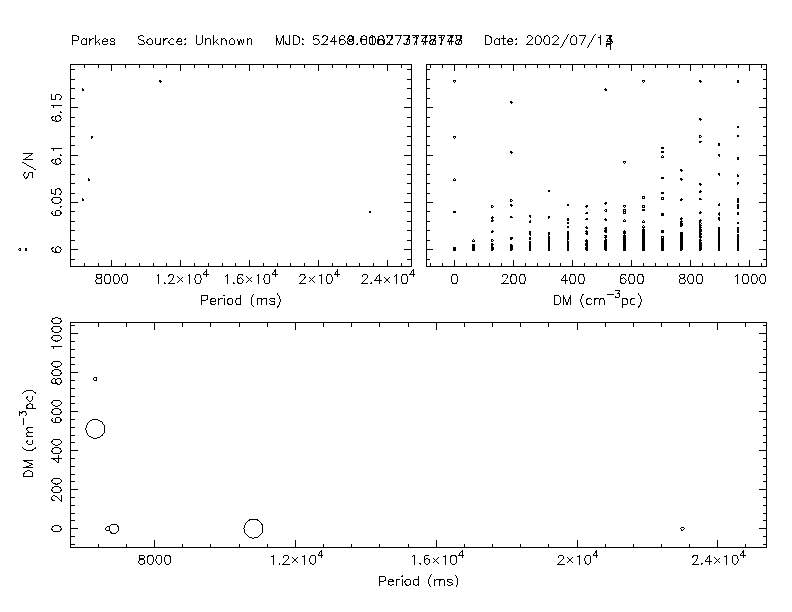 Parkes Source: Unknown MJD: Date: 2002/07/
S/N
6.15
6.1
6.05
6
8000 1.2×10⁴ 1.6×10⁴ 2×10⁴ 2.4×10⁴
Period (ms)
0 200 400 600 800 1000
DM (cm⁻³pc)
DM (cm⁻³pc)
1000
800
600
400
200
0
8000 1.2×10⁴ 1.6×10⁴ 2×10⁴ 2.4×10⁴
Period (ms)